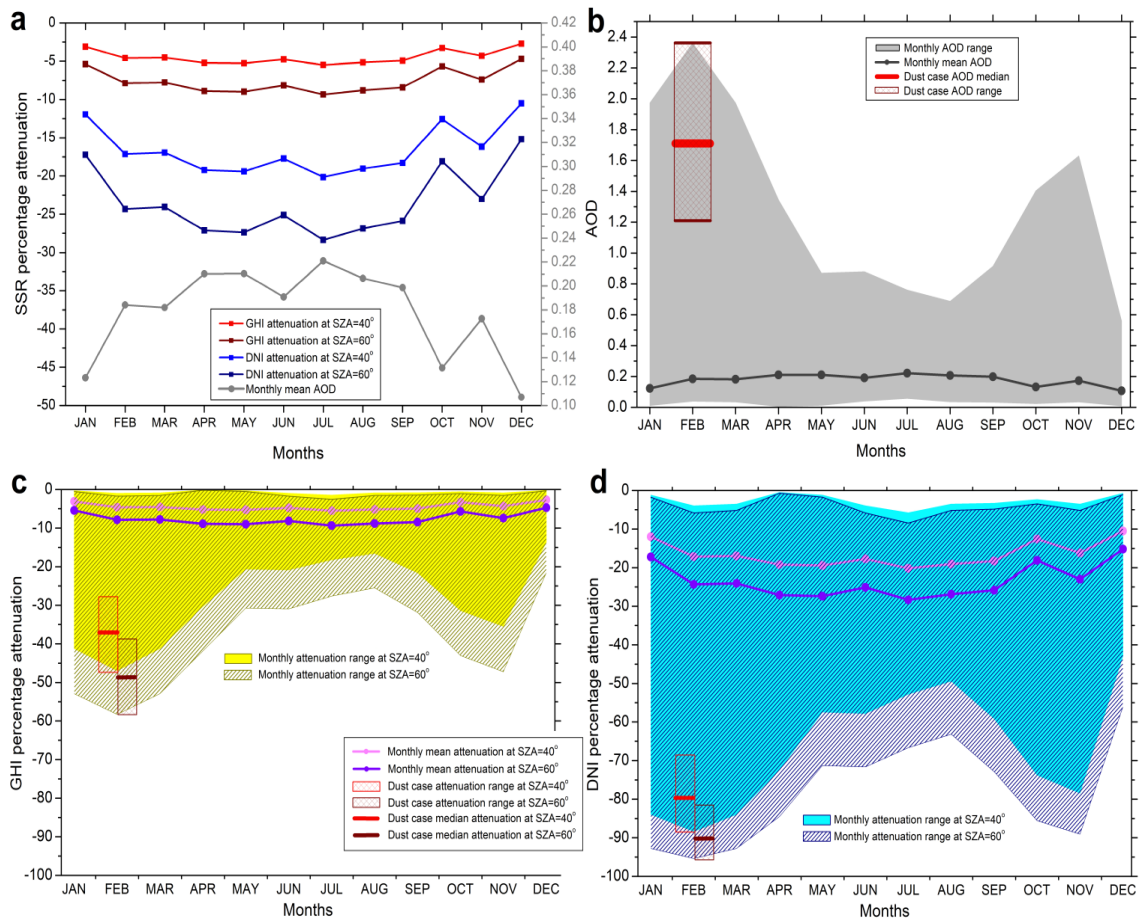 a
SSR percentage attenuation
0
-5
-10
-15
-20
-25
-30
-35
-40
-45
-50
0.42
0.40
0.38
0.36
0.34
0.32
0.30
0.28
0.26
0.24
0.22
0.20
0.18
0.16
0.14
0.12
0.10
GHI attenuation at SZA=40°
GHI attenuation at SZA=60°
DNI attenuation at SZA=40°
DNI attenuation at SZA=60°
Monthly mean AOD
JAN FEB MAR APR MAY JUN JUL AUG SEP OCT NOV DEC
Months
b
AOD
2.4
2.2
2.0
1.8
1.6
1.4
1.2
1.0
0.8
0.6
0.4
0.2
0.0
Monthly AOD range
Monthly mean AOD
Dust case AOD median
Dust case AOD range
JAN FEB MAR APR MAY JUN JUL AUG SEP OCT NOV DEC
Months
c
GHI percentage attenuation
0
-10
-20
-30
-40
-50
-60
-70
-80
-90
-100
Monthly attenuation range at SZA=40°
Monthly attenuation range at SZA=60°
Monthly mean attenuation at SZA=40°
Monthly mean attenuation at SZA=60°
Dust case attenuation range at SZA=40°
Dust case attenuation range at SZA=60°
Dust case median attenuation at SZA=40°
Dust case median attenuation at SZA=60°
JAN FEB MAR APR MAY JUN JUL AUG SEP OCT NOV DEC
Months
d
DNI percentage attenuation
0
-10
-20
-30
-40
-50
-60
-70
-80
-90
-100
Monthly attenuation range at SZA=40°
Monthly attenuation range at SZA=60°
JAN FEB MAR APR MAY JUN JUL AUG SEP OCT NOV DEC
Months